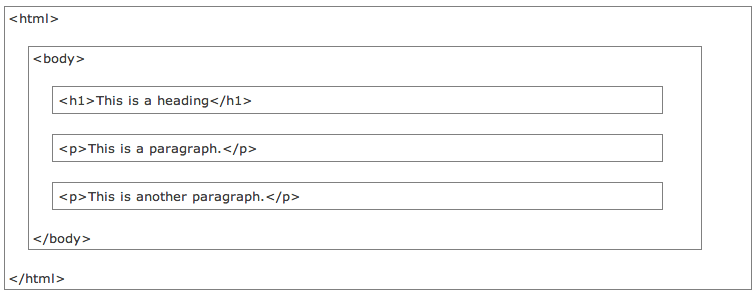 <html>
<body>
<h1>This is a heading</h1>
<p>This is a paragraph.</p>
<p>This is another paragraph.</p>
</body>
</html>